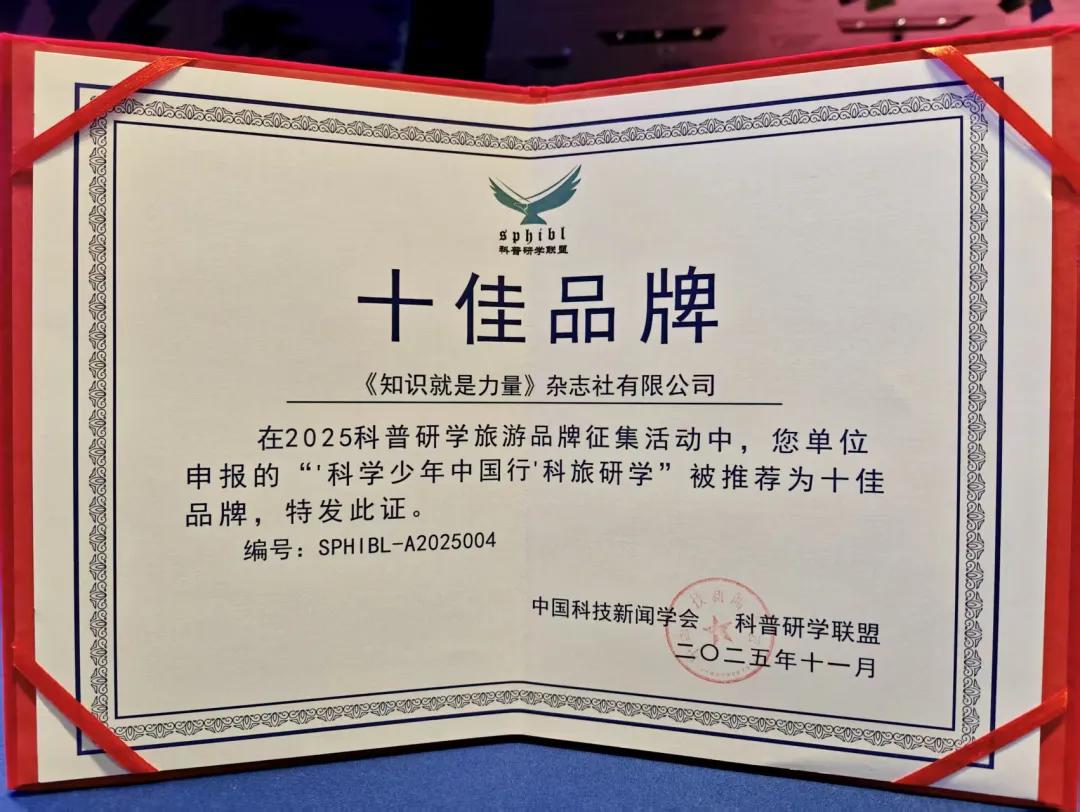 sphibl
科普研学联盟
十佳品牌
《知识就是力量》杂志社有限公司
在2025科普研学旅游品牌征集活动中，您单位
申报的“'科学少年中国行'科旅研学”被推荐为十佳
品牌，特发此证。
编号：SPHIBL-A2025004
中国科技新闻学会 科普研学联盟
二〇二五年十一月